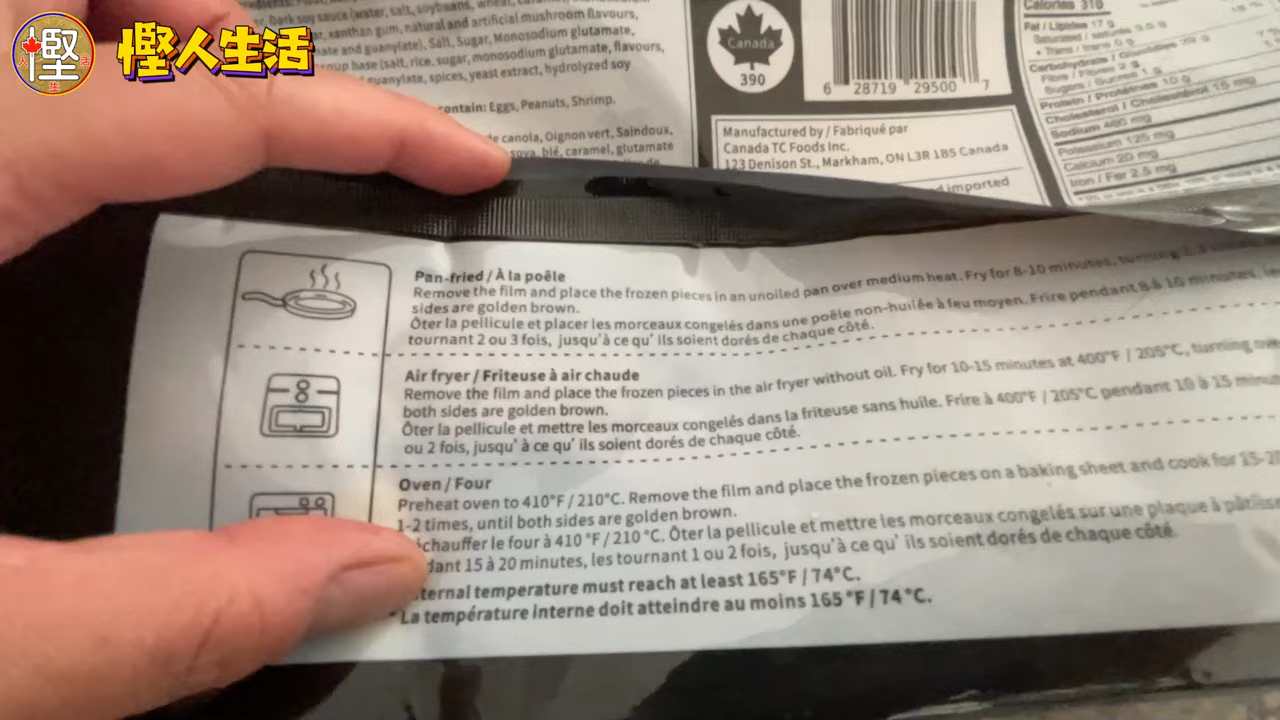 慳人生活
Dark soy sauce (water, salt, soybeans, wheat,
xanthan gum, natural and artificial mushroom flavours,
and guanylate), Salt, Sugar, Monosodium glutamate,
base (salt, rice, sugar, monosodium glutamate, flavours,
guanylate, spices, yeast extract, hydrolyzed soy
contain: Eggs, Peanuts, Shrimp.
canola, Oignon vert, Saindoux,
soya, blé, caramel, glutamate
Canada
390
6 28719 29500 7
Manufactured by / Fabriqué par
Canada TC Foods Inc.
123 Denison St., Markham, ON L3R 1B5 Canada
imported
Calories 310
Fat / Lipides 17 g
Carbohydrate /
Fibre / Fibres 2 g
Sugars / Sucres 1 g
Protein / Protéines 10 g
Cholesterol / Cholestérol 15 mg
Sodium 460 mg
Potassium 125 mg
Calcium 20 mg
Iron / Fer 2.5 mg
Pan-fried / À la poêle
Remove the film and place the frozen pieces in an unoiled pan over medium heat. Fry for 8-10 minutes, turning 2-3
sides are golden brown.
Ôter la pellicule et placer les morceaux congelés dans une poêle non-huilée à feu moyen. Frire pendant 8 à 10 minutes,
tournant 2 ou 3 fois, jusqu'à ce qu' ils soient dorés de chaque côté.
Air fryer / Friteuse à air chaude
Remove the film and place the frozen pieces in the air fryer without oil. Fry for 10-15 minutes at 400°F / 205°C, turning
both sides are golden brown.
Ôter la pellicule et mettre les morceaux congelés dans la friteuse sans huile. Frire à 400°F / 205°C pendant 10 à 15
ou 2 fois, jusqu' à ce qu' ils soient dorés de chaque côté.
Oven / Four
Preheat oven to 410°F / 210°C. Remove the film and place the frozen pieces on a baking sheet and cook for 15-20
1-2 times, until both sides are golden brown.
chauffer le four à 410 °F / 210 °C. Ôter la pellicule et mettre les morceaux congelés sur une plaque à
dant 15 à 20 minutes, les tournant 1 ou 2 fois, jusqu'à ce qu' ils soient dorés de chaque côté.
ternal temperature must reach at least 165°F / 74°C.
* La température interne doit atteindre au moins 165 °F / 74 °C.